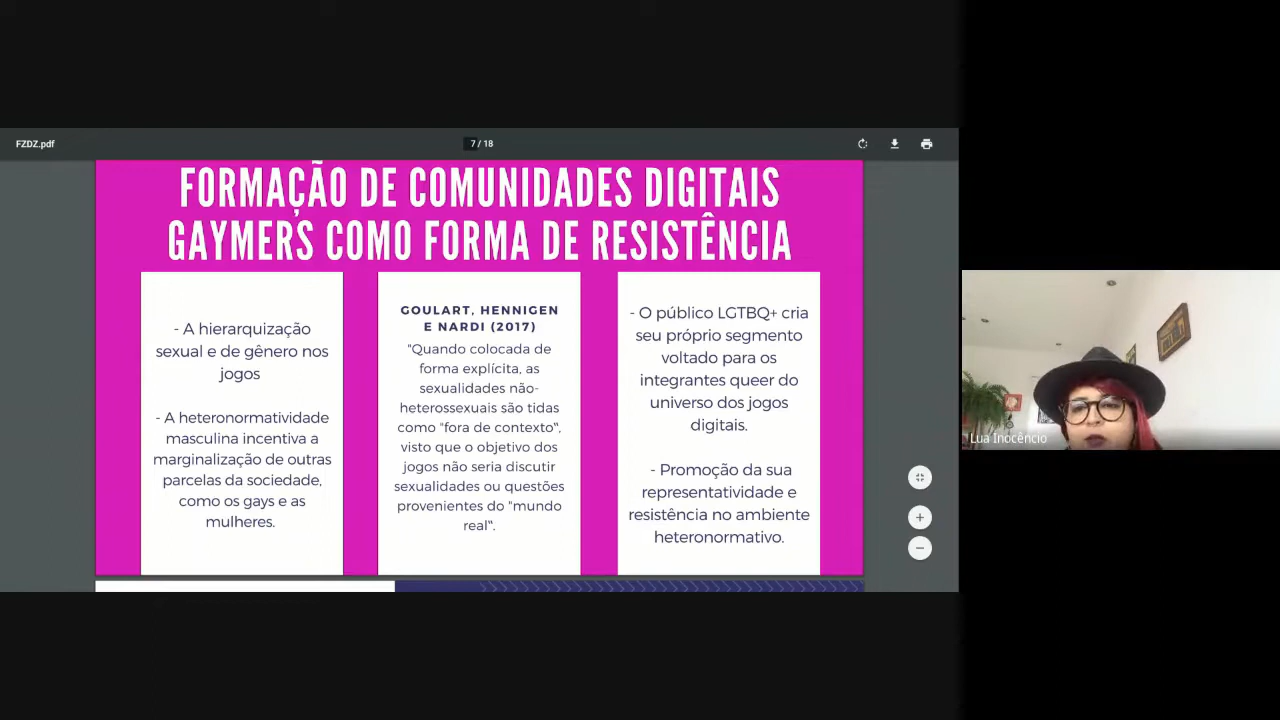 FZDZ.pdf
7 / 18
FORMAÇÃO DE COMUNIDADES DIGITAIS
GAYMERS COMO FORMA DE RESISTÊNCIA
- A hierarquização
sexual e de gênero nos
jogos
- A heteronormatividade
masculina incentiva a
marginalização de outras
parcelas da sociedade,
como os gays e as
mulheres.
GOULART, HENNIGEN
E NARDI (2017)
"Quando colocada de
forma explícita, as
sexualidades não-
heterossexuais são tidas
como "fora de contexto",
visto que o objetivo dos
jogos não seria discutir
sexualidades ou questões
provenientes do "mundo
real".
- O público LGTBQ+ cria
seu próprio segmento
voltado para os
integrantes queer do
universo dos jogos
digitais.
- Promoção da sua
representatividade e
resistência no ambiente
heteronormativo.
Lua Inocêncio